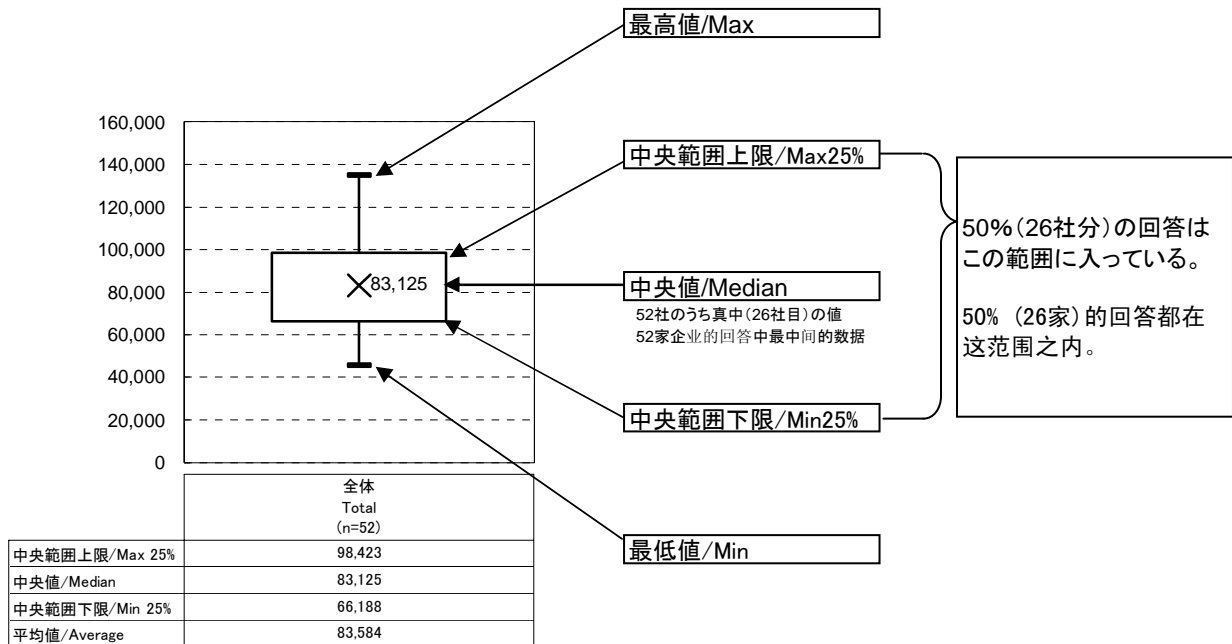 最高値/Max
160,000
140,000
120,000
100,000
80,000
60,000
40,000
20,000
0
83,125
中央範囲上限/Max25%
中央値/Median
52社のうち真中(26社目)の値
52家企业的回答中最中间的数据
中央範囲下限/Min25%
最低値/Min
50%(26社分)の回答は
この範囲に入っている。
50% (26家)的回答都在
这范围之内。
全体
Total
(n=52)
中央範囲上限/Max 25% 98,423
中央値/Median 83,125
中央範囲下限/Min 25% 66,188
平均値/Average 83,584